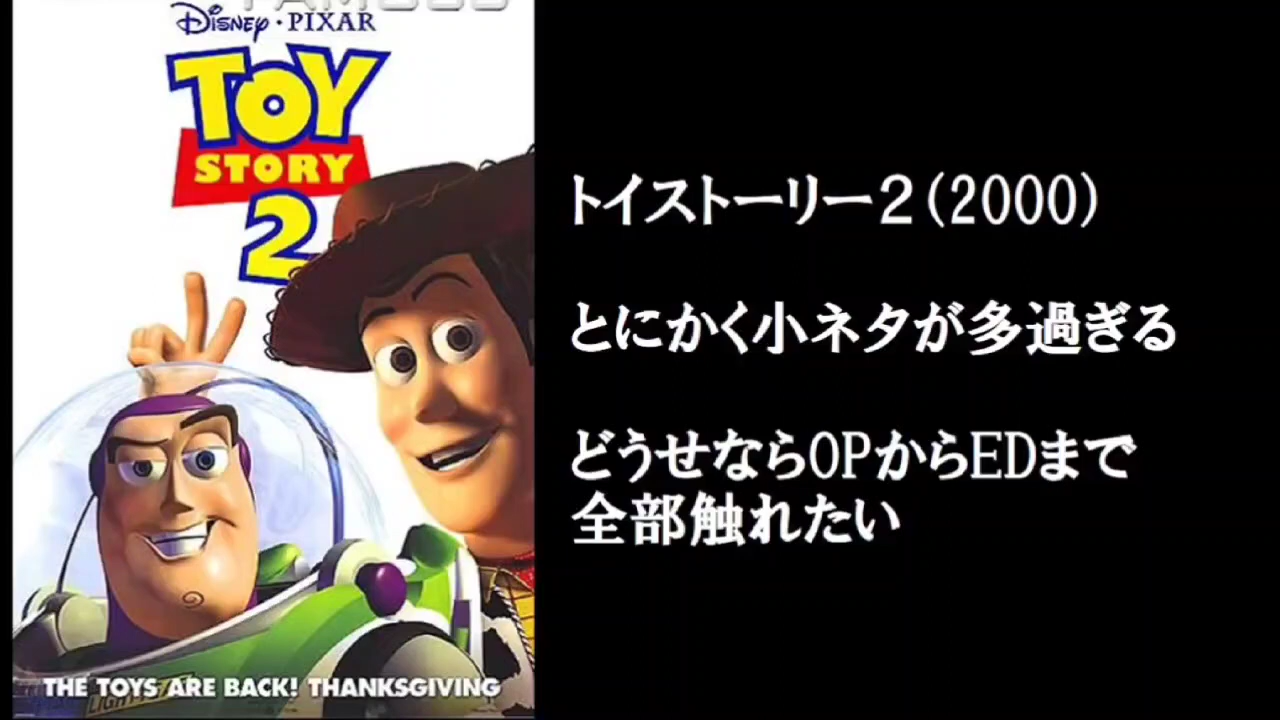 Disney · PIXAR
TOY
STORY
2
THE TOYS ARE BACK! THANKSGIVING
トイストーリー２(2000)
とにかく小ネタが多過ぎる
どうせならOPからEDまで
全部触れたい